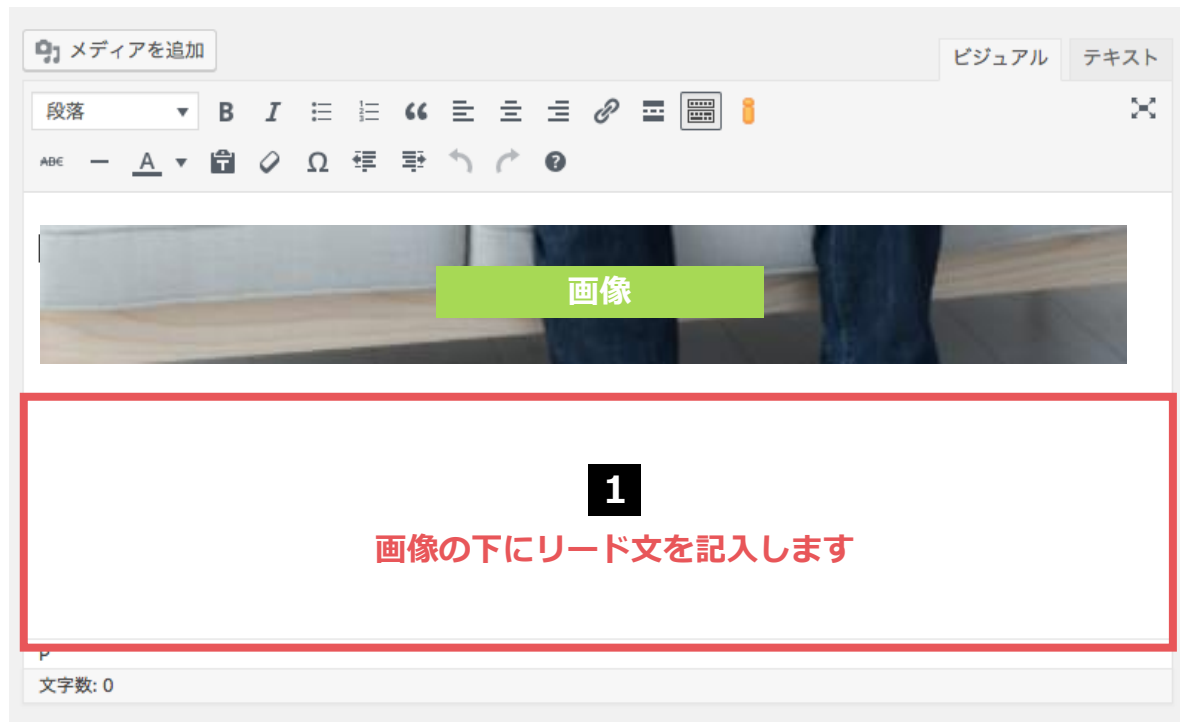 メディアを追加
ビジュアル テキスト
段落
画像
1
画像の下にリード文を記入します
P
文字数: 0